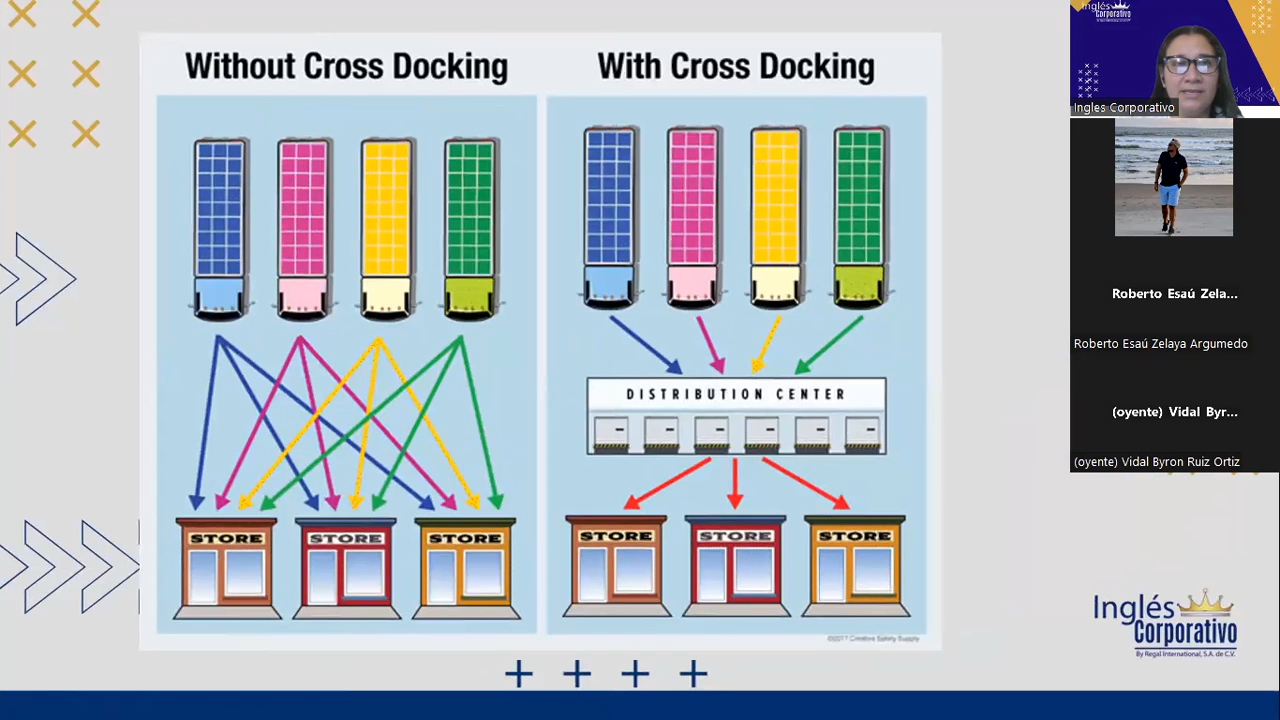 Without Cross Docking
With Cross Docking
DISTRIBUTION CENTER
STORE
STORE
STORE
STORE
STORE
STORE
©2017 Creative Safety Supply
Inglés
Corporativo
Ingles Corporativo
Roberto Esaú Zela...
Roberto Esaú Zelaya Argumedo
(oyente) Vidal Byr...
(oyente) Vidal Byron Ruiz Ortiz
Inglés
Corporativo
By Regal International, S.A. de C.V.